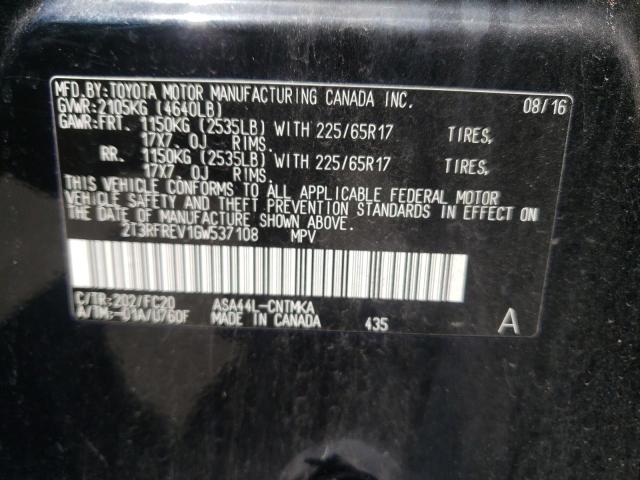 MFD.BY:TOYOTA MOTOR MANUFACTURING CANADA INC.
GVWR:2105KG (4640LB) 08/16
GAWR:FRT. 1150KG (2535LB) WITH 225/65R17 TIRES,
17X7. 0J RIMS.
RR. 1150KG (2535LB) WITH 225/65R17 TIRES,
17X7. 0J RIMS.
THIS VEHICLE CONFORMS TO ALL APPLICABLE FEDERAL MOTOR
VEHICLE SAFETY AND THEFT PREVENTION STANDARDS IN EFFECT ON
THE DATE OF MANUFACTURE SHOWN ABOVE.
2T3RFREV1GW537108 MPV
C/TR:202/FC20 ASA44L-CNTMKA
A/TM:-01A/U760F MADE IN CANADA 435 A